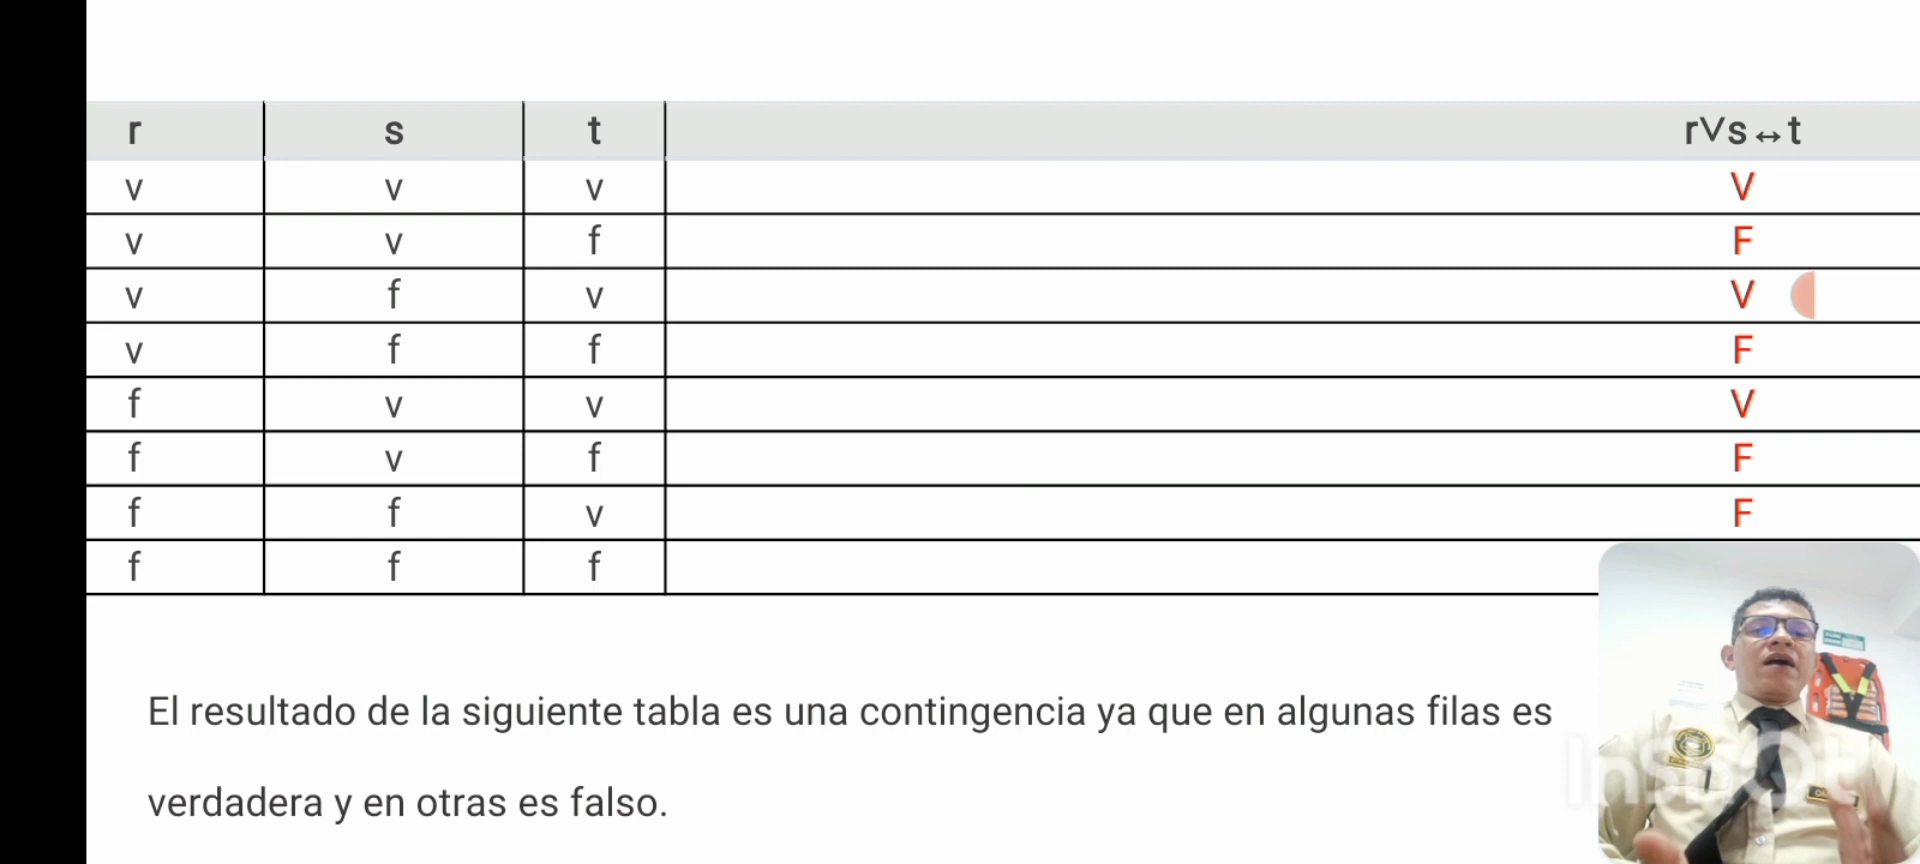 r s t r∨s↔t
v v v V
v v f F
v f v V
v f f F
f v v V
f v f F
f f v F
f f f
El resultado de la siguiente tabla es una contingencia ya que en algunas filas es
verdadera y en otras es falso.
InShOt